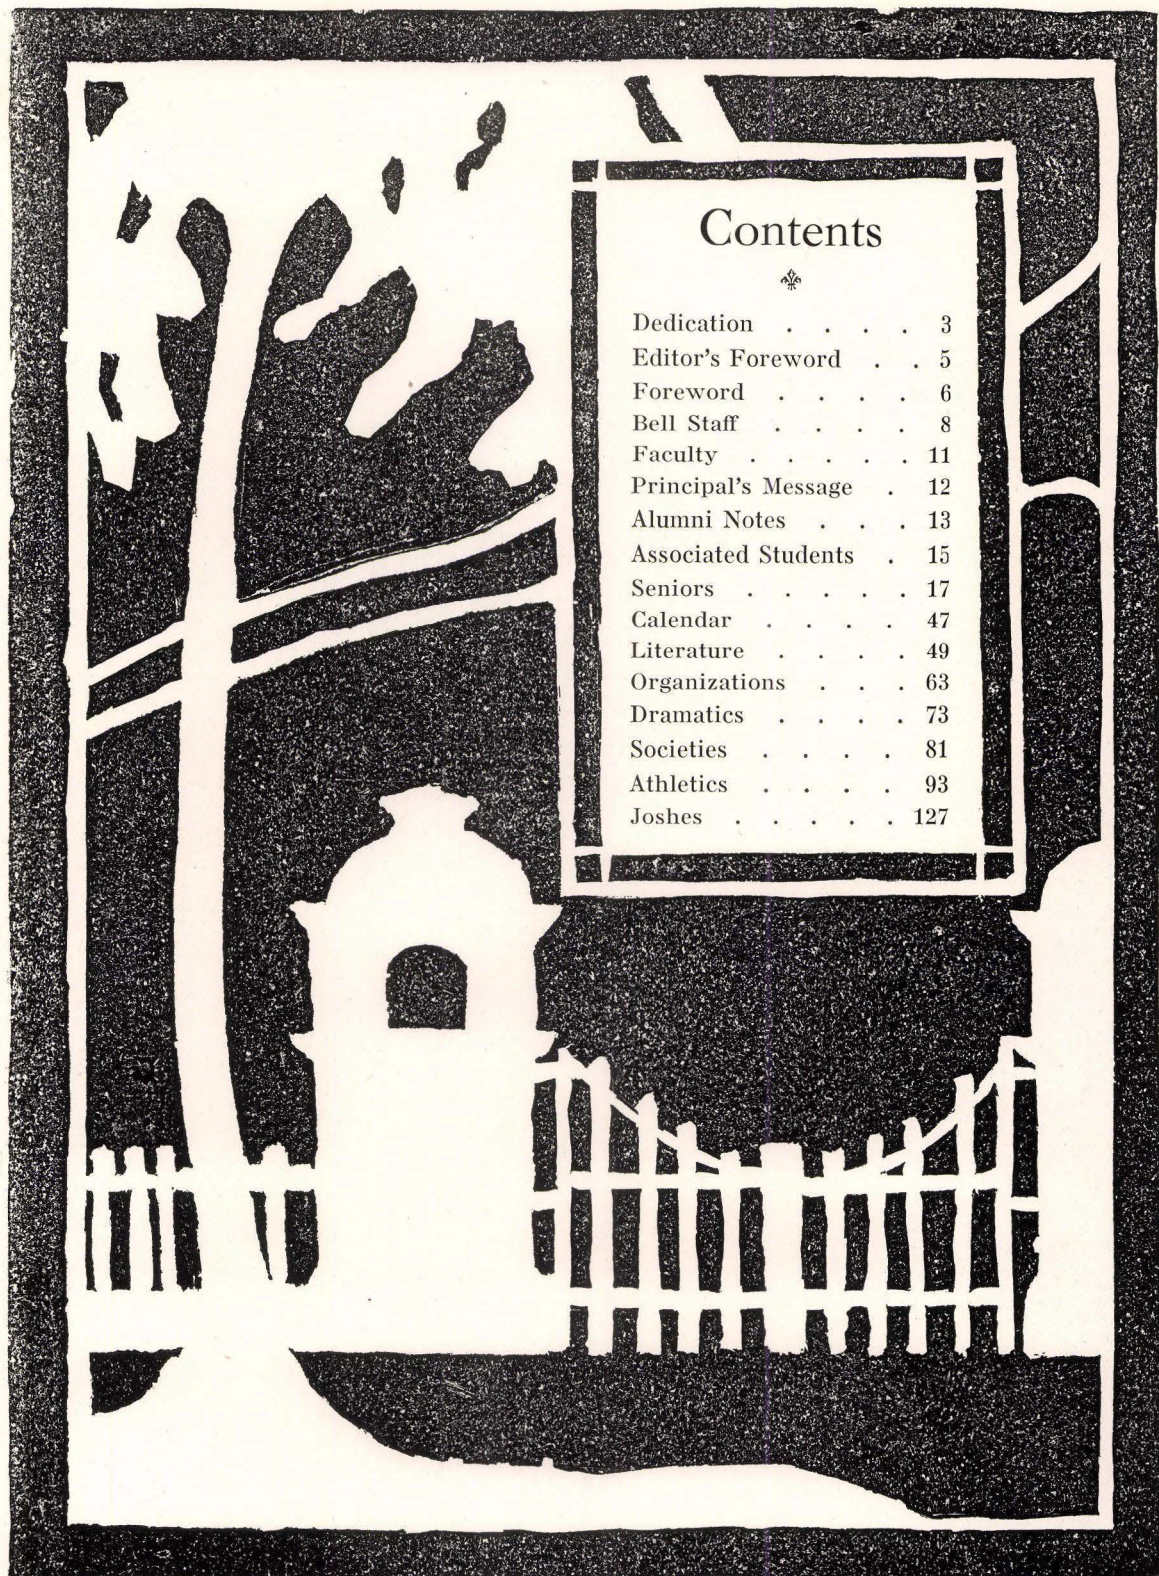 Contents
Dedication . . . . 3
Editor's Foreword . . 5
Foreword . . . . 6
Bell Staff . . . . 8
Faculty . . . . . 11
Principal's Message . 12
Alumni Notes . . . 13
Associated Students . 15
Seniors . . . . . 17
Calendar . . . . 47
Literature . . . . 49
Organizations . . . 63
Dramatics . . . . 73
Societies . . . . 81
Athletics . . . . 93
Joshes . . . . . 127